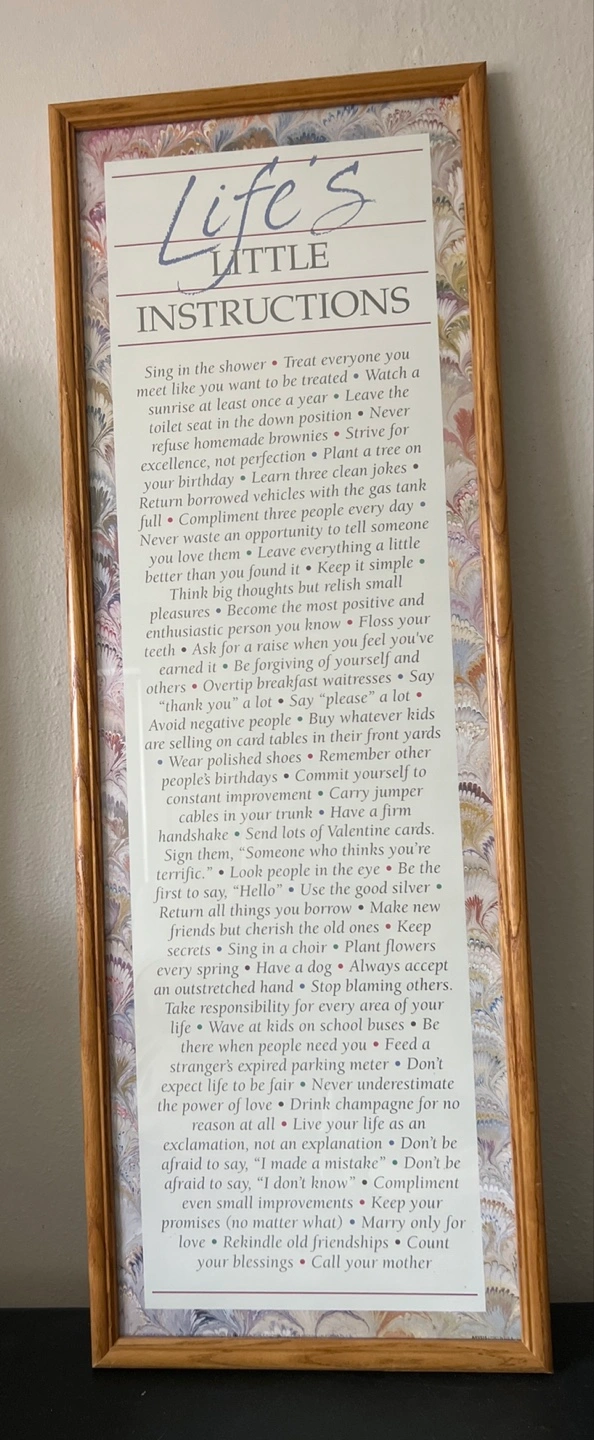 Life's
LITTLE
INSTRUCTIONS
Sing in the shower • Treat everyone you
meet like you want to be treated • Watch a
sunrise at least once a year • Leave the
toilet seat in the down position • Never
refuse homemade brownies • Strive for
excellence, not perfection • Plant a tree on
your birthday • Learn three clean jokes •
Return borrowed vehicles with the gas tank
full • Compliment three people every day •
Never waste an opportunity to tell someone
you love them • Leave everything a little
better than you found it • Keep it simple •
Think big thoughts but relish small
pleasures • Become the most positive and
enthusiastic person you know • Floss your
teeth • Ask for a raise when you feel you've
earned it • Be forgiving of yourself and
others • Overtip breakfast waitresses • Say
“thank you” a lot • Say “please” a lot •
Avoid negative people • Buy whatever kids
are selling on card tables in their front yards
• Wear polished shoes • Remember other
people's birthdays • Commit yourself to
constant improvement • Carry jumper
cables in your trunk • Have a firm
handshake • Send lots of Valentine cards.
Sign them, “Someone who thinks you're
terrific.” • Look people in the eye • Be the
first to say, “Hello” • Use the good silver •
Return all things you borrow • Make new
friends but cherish the old ones • Keep
secrets • Sing in a choir • Plant flowers
every spring • Have a dog • Always accept
an outstretched hand • Stop blaming others.
Take responsibility for every area of your
life • Wave at kids on school buses • Be
there when people need you • Feed a
stranger's expired parking meter • Don't
expect life to be fair • Never underestimate
the power of love • Drink champagne for no
reason at all • Live your life as an
exclamation, not an explanation • Don't be
afraid to say, “I made a mistake” • Don't be
afraid to say, “I don't know” • Compliment
even small improvements • Keep your
promises (no matter what) • Marry only for
love • Rekindle old friendships • Count
your blessings • Call your mother